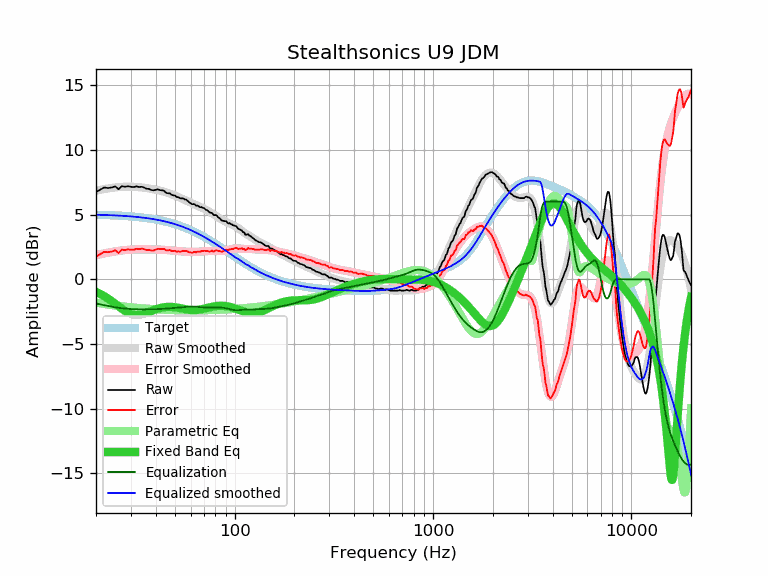 Stealthsonics U9 JDM
15
10
5
0
−5
−10
−15
Amplitude (dBr)
Target
Raw Smoothed
Error Smoothed
Raw
Error
Parametric Eq
Fixed Band Eq
Equalization
Equalized smoothed
100
1000
10000
Frequency (Hz)